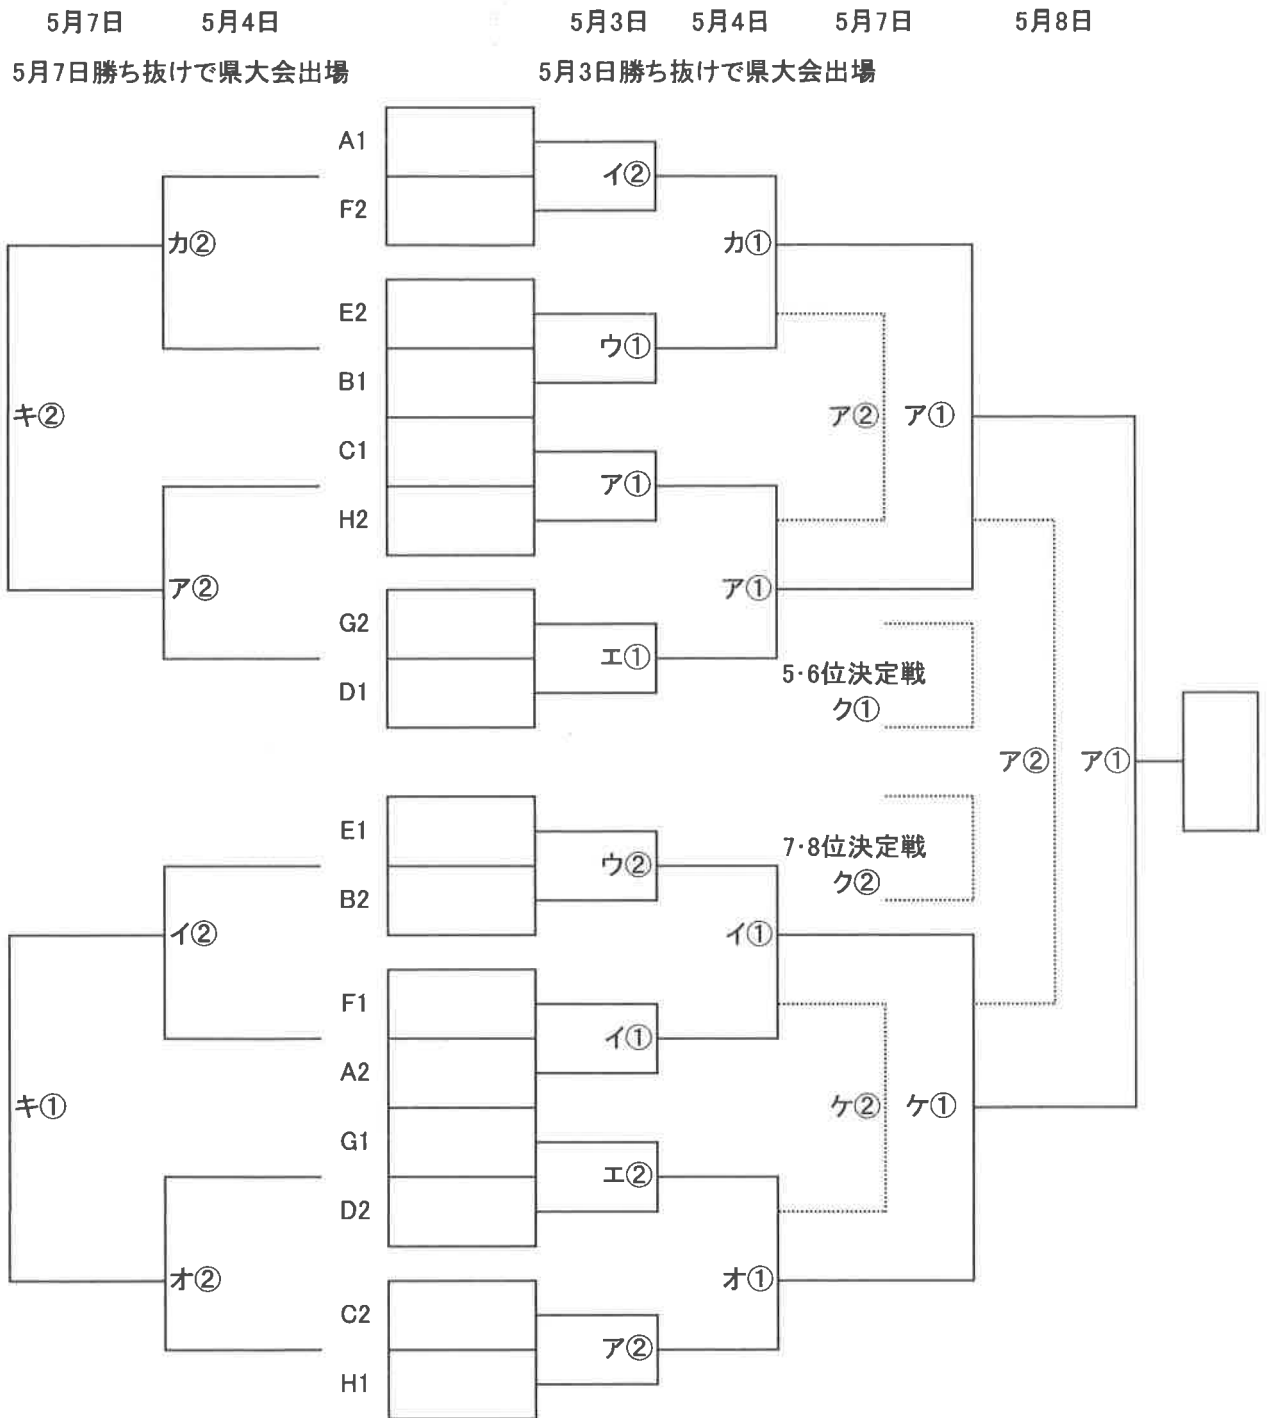 5月7日 5月4日 5月3日 5月4日 5月7日 5月8日
5月7日勝ち抜けで県大会出場 5月3日勝ち抜けで県大会出場
A1
イ②
F2
カ② カ①
E2
ウ①
B1
キ② ア② ア①
C1
ア①
H2
ア② ア①
G2
エ①
D1
5・6位決定戦
ク①
ア② ア①
E1
7・8位決定戦
ウ②
ク②
B2
イ② イ①
F1
イ①
A2
キ① ケ② ケ①
G1
エ②
D2
オ② オ①
C2
ア②
H1